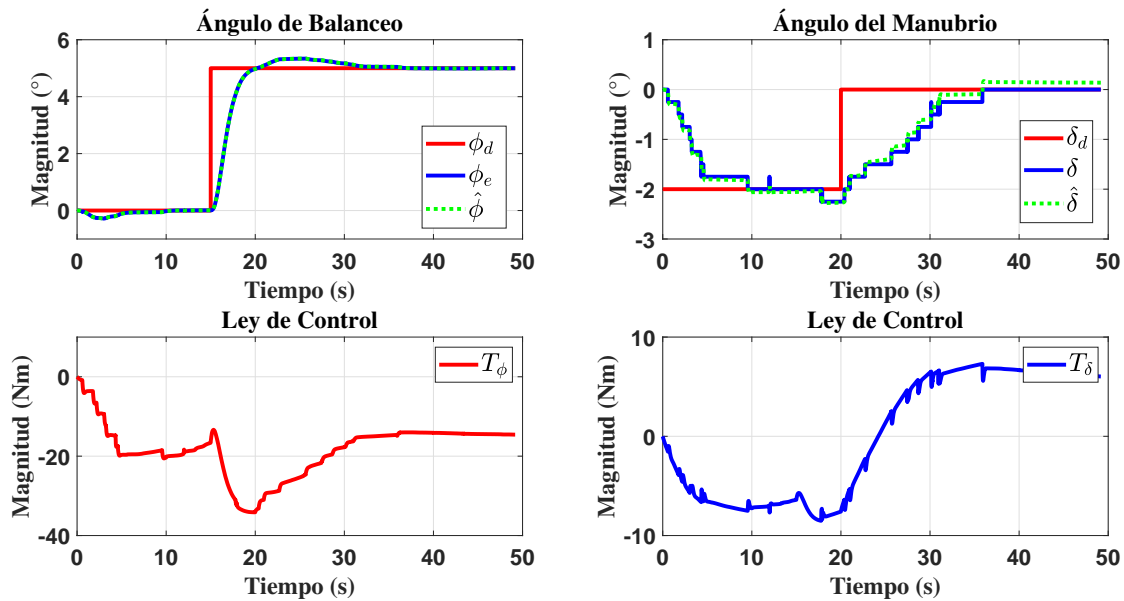 Ángulo de Balanceo
6
4
2
0
0
10
20
30
40
50
Magnitud (°)
Tiempo (s)
ϕ_d
ϕ_e
ϕ̂
Ángulo del Manubrio
1
0
-1
-2
-3
0
10
20
30
40
50
Magnitud (°)
Tiempo (s)
δ_d
δ
δ̂
Ley de Control
0
-20
-40
0
10
20
30
40
50
Magnitud (Nm)
Tiempo (s)
T_ϕ
Ley de Control
10
0
-10
0
10
20
30
40
50
Magnitud (Nm)
Tiempo (s)
T_δ